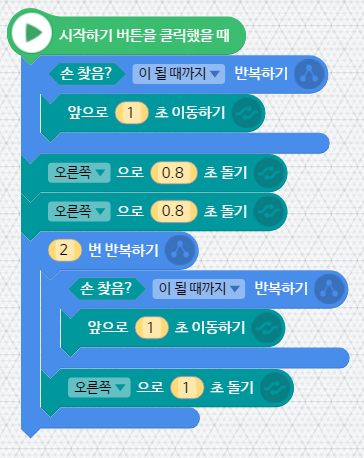 시작하기 버튼을 클릭했을 때
손 찾음? 이 될 때까지 반복하기
앞으로 1 초 이동하기
오른쪽 으로 0.8 초 돌기
오른쪽 으로 0.8 초 돌기
2 번 반복하기
손 찾음? 이 될 때까지 반복하기
앞으로 1 초 이동하기
오른쪽 으로 1 초 돌기